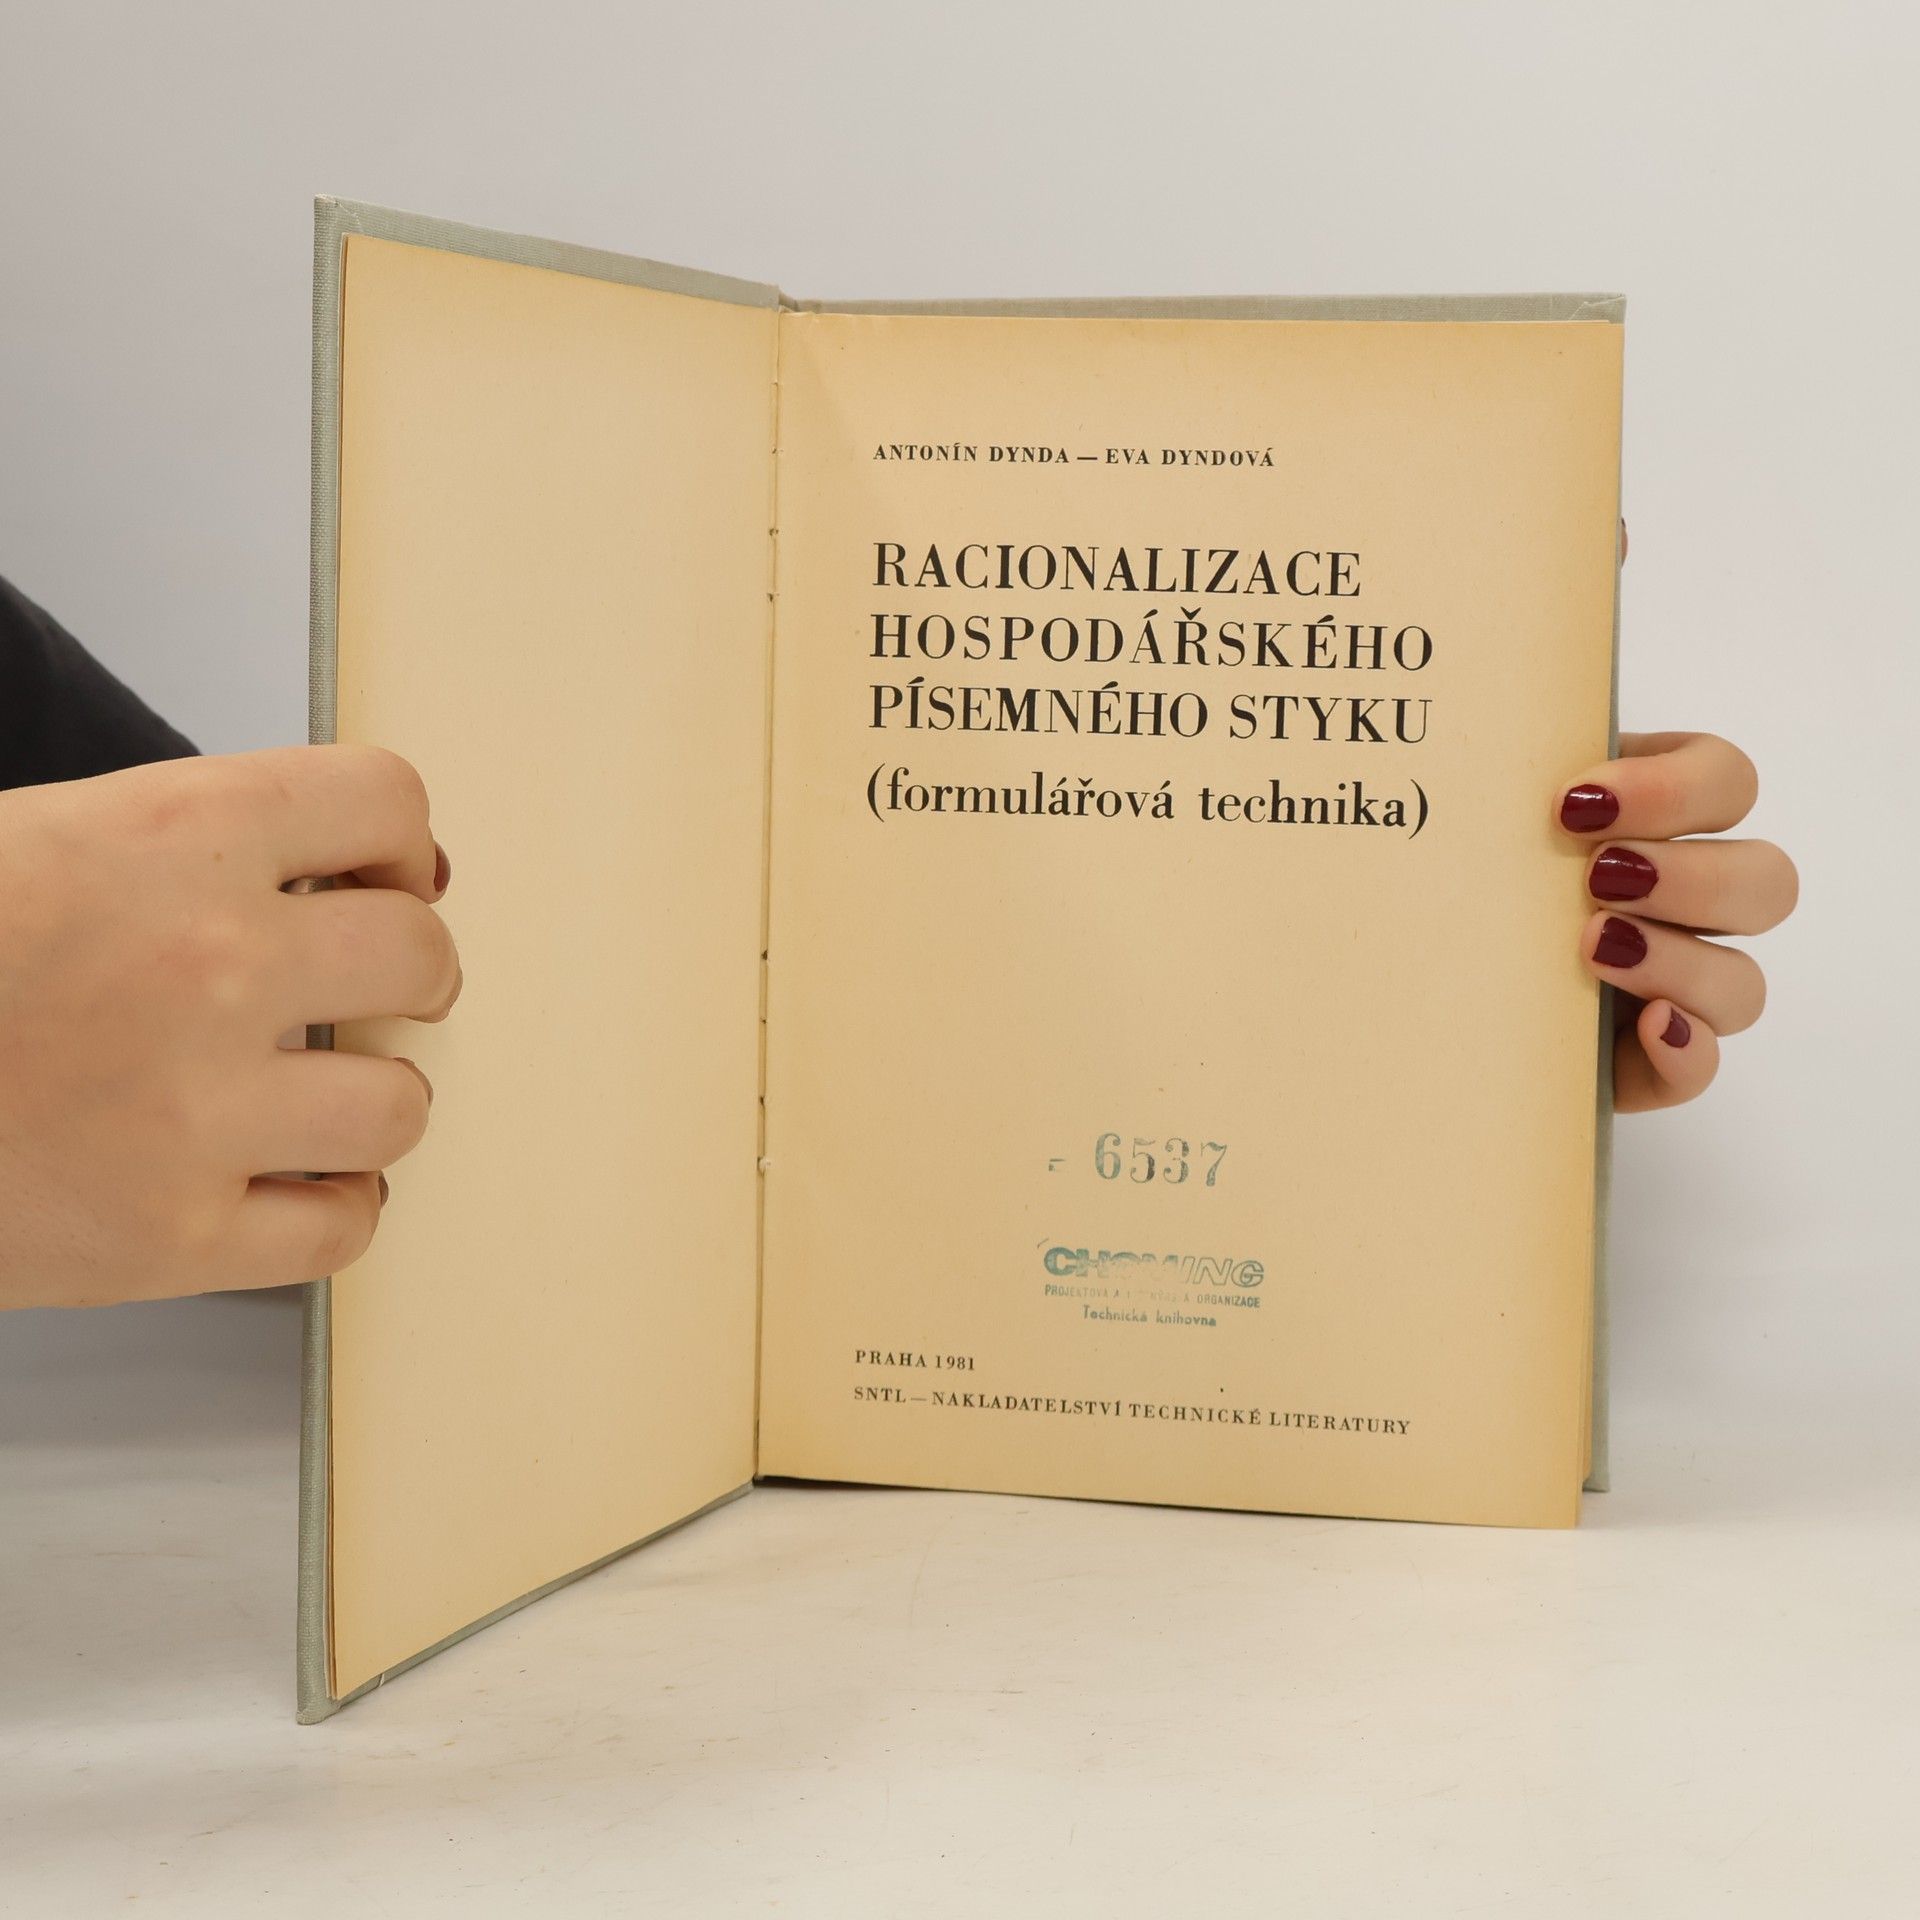 ANTONÍN DYNDA — EVA DYNDOVÁ
RACIONALIZACE
HOSPODÁŘSKÉHO
PÍSEMNÉHO STYKU
(formulářová technika)
6537
CHOMING
PROJEKTOVÁ A ORGANIZACE
Technická knihovna
PRAHA 1981
SNTL — NAKLADATELSTVÍ TECHNICKÉ LITERATURY